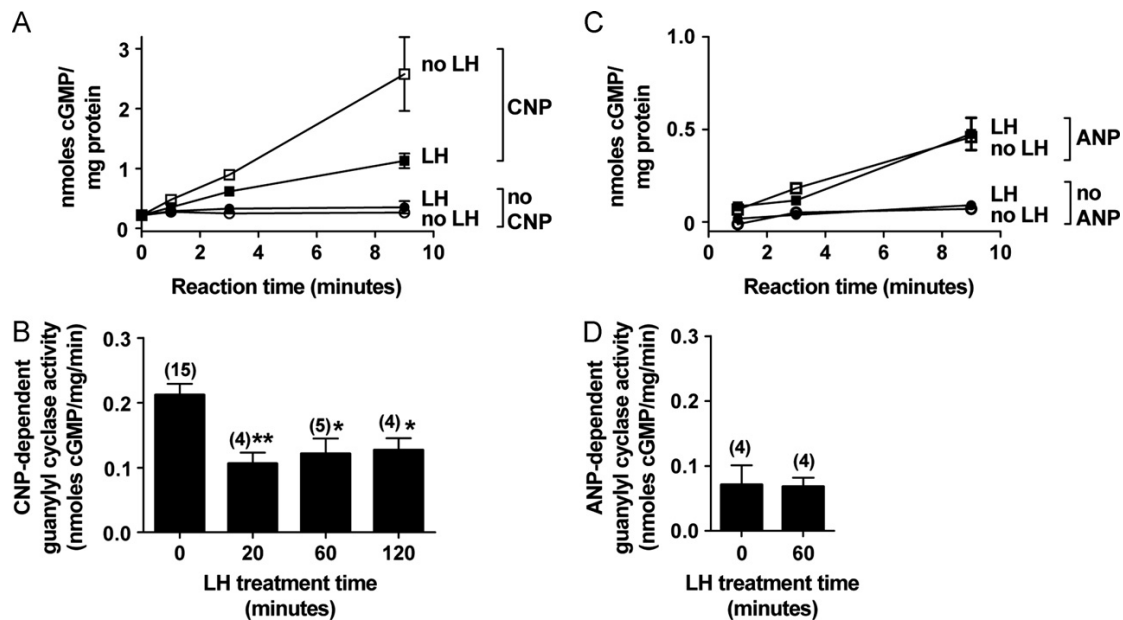 A
nmoles cGMP/
mg protein
3
2
1
0
0 2 4 6 8 10
Reaction time (minutes)
no LH
LH
CNP
LH
no LH
no
CNP
C
nmoles cGMP/
mg protein
1.0
0.5
0
0 2 4 6 8 10
Reaction time (minutes)
LH
no LH
ANP
LH
no LH
no
ANP
B
CNP-dependent
guanylyl cyclase activity
(nmoles cGMP/mg/min)
0.3
0.2
0.1
0.0
(15)
(4)**
(5)*
(4)*
0 20 60 120
LH treatment time
(minutes)
D
ANP-dependent
guanylyl cyclase activity
(nmoles cGMP/mg/min)
0.3
0.2
0.1
0.0
(4)
(4)
0 60
LH treatment time
(minutes)